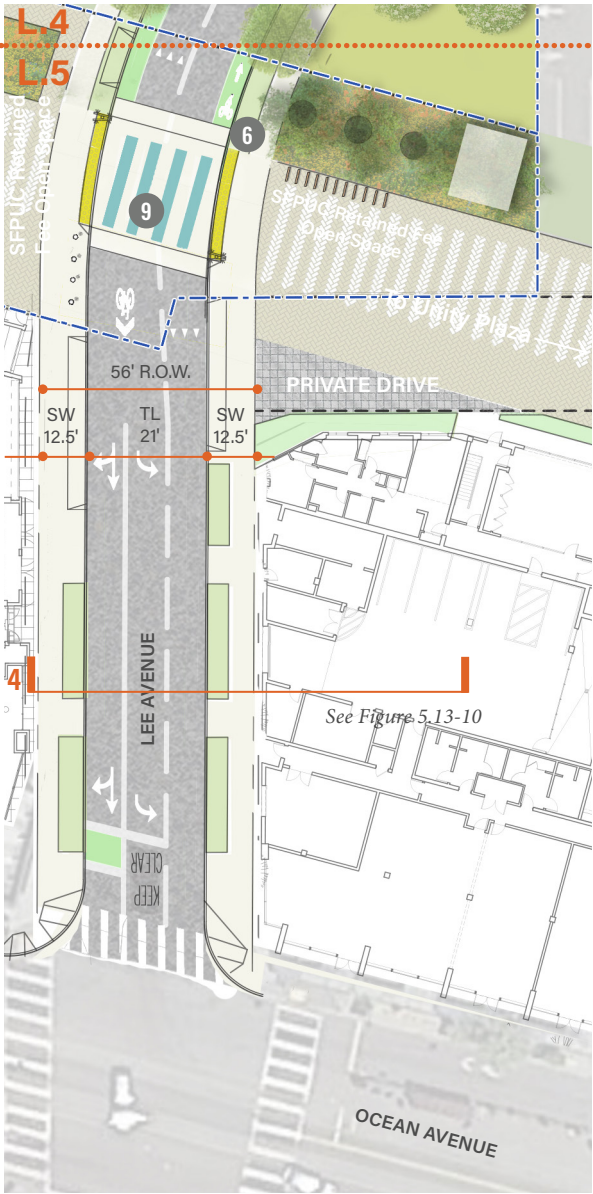 L.4
L.5
SFPUC Retained
Fee Open Space
6
9
SFPUC Retained Fee
Open Space
To Unity Plaza
56' R.O.W.
PRIVATE DRIVE
SW
12.5'
TL
21'
SW
12.5'
LEE AVENUE
4
See Figure 5.13-10
KEEP
CLEAR
OCEAN AVENUE